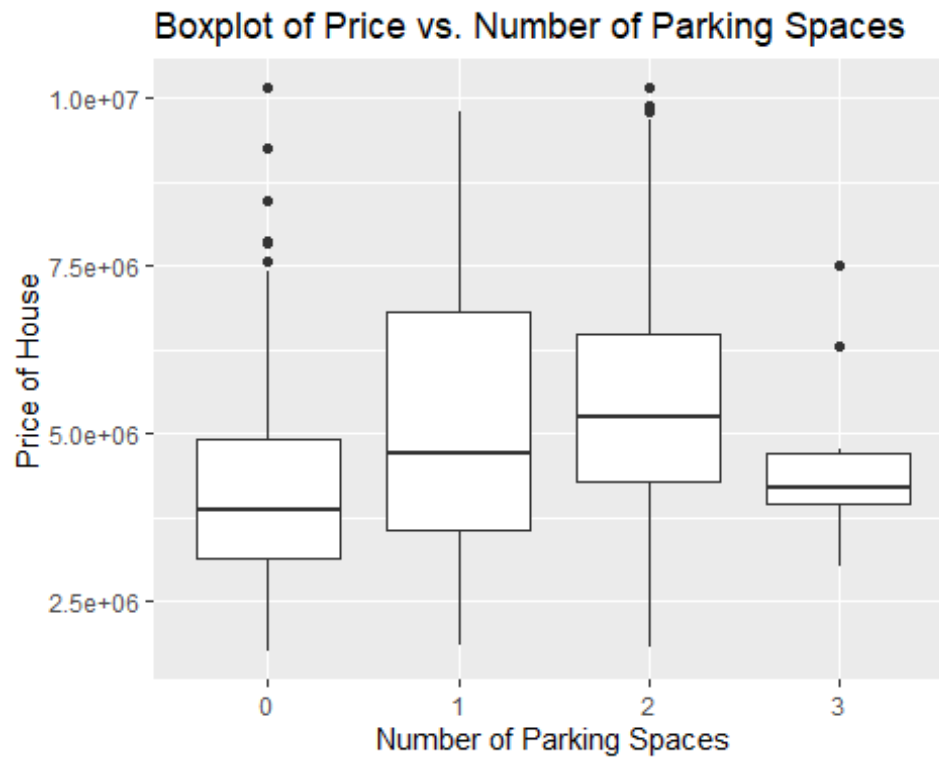 Boxplot of Price vs. Number of Parking Spaces
Price of House
1.0e+07
7.5e+06
5.0e+06
2.5e+06
0 1 2 3
Number of Parking Spaces